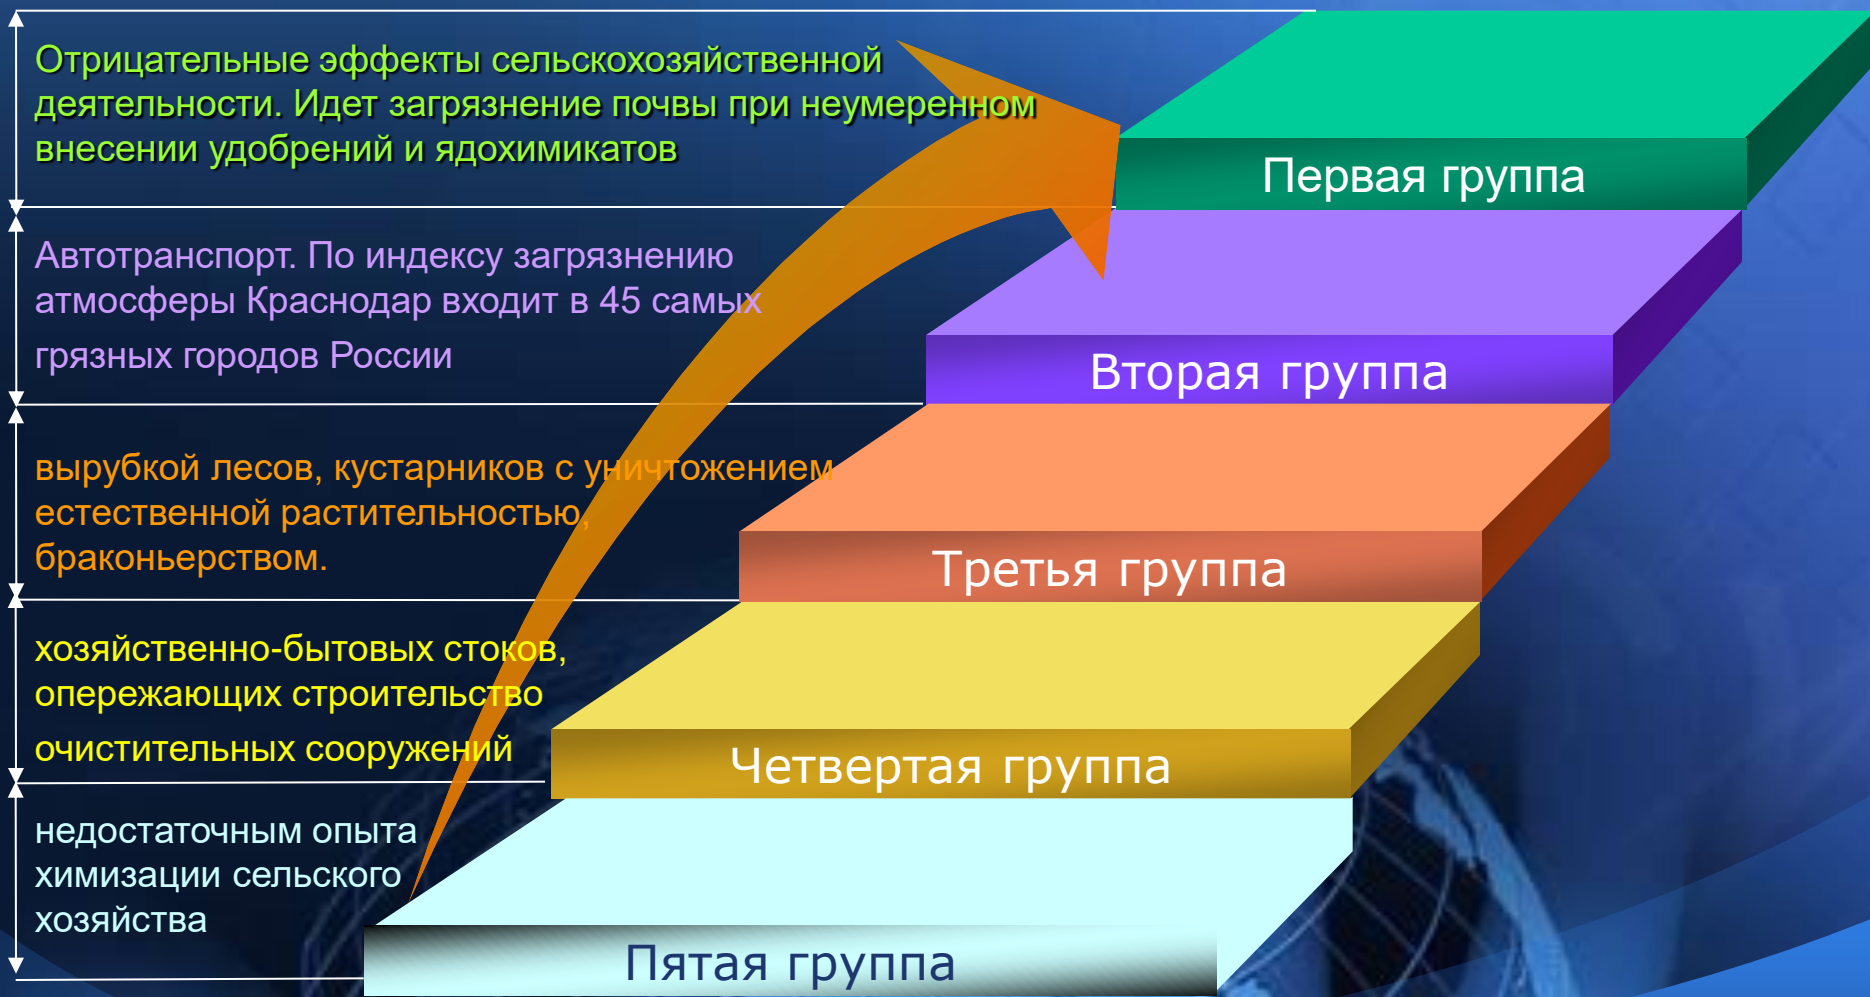 Отрицательные эффекты сельскохозяйственной
деятельности. Идет загрязнение почвы при неумеренном
внесении удобрений и ядохимикатов
Первая группа
Автотранспорт. По индексу загрязнению
атмосферы Краснодар входит в 45 самых
грязных городов России
Вторая группа
вырубкой лесов, кустарников с уничтожением
естественной растительностью,
браконьерством.
Третья группа
хозяйственно-бытовых стоков,
опережающих строительство
очистительных сооружений
Четвертая группа
недостаточным опыта
химизации сельского
хозяйства
Пятая группа